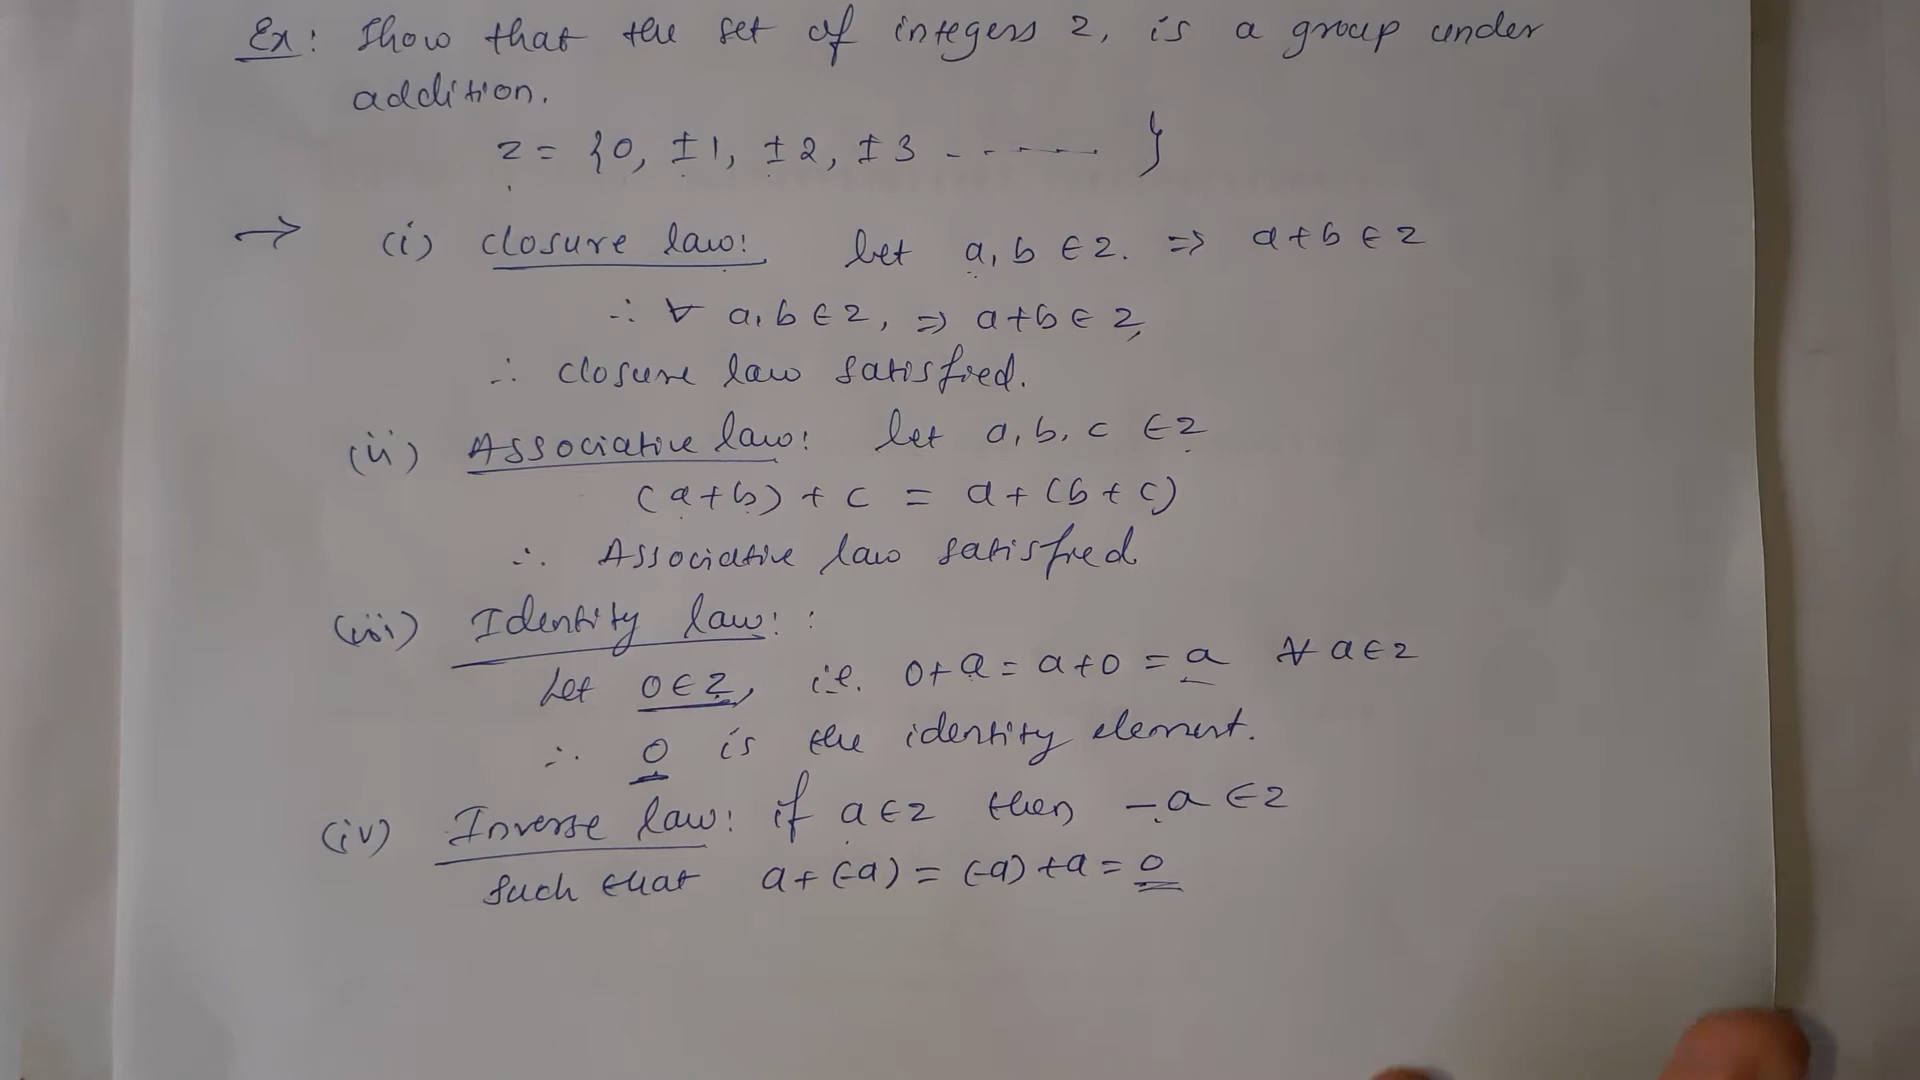 Ex: Show that the set of integers z, is a group under
addition.
z = {0, ±1, ±2, ±3 - - - - - - }
→ (i) closure law: let a, b ∈ z. ⇒ a+b ∈ z
∴ ∀ a, b ∈ z, ⇒ a+b ∈ z,
∴ closure law satisfied.
(ii) Associative law: let a, b, c ∈ z
(a+b) + c = a + (b + c)
∴ Associative law satisfied
(iii) Identity law: :
Let 0 ∈ z, i.e. 0 + a = a + 0 = a ∀ a ∈ z
∴ 0 is the identity element.
(iv) Inverse law: if a ∈ z then -a ∈ z
such that a + (-a) = (-a) + a = 0